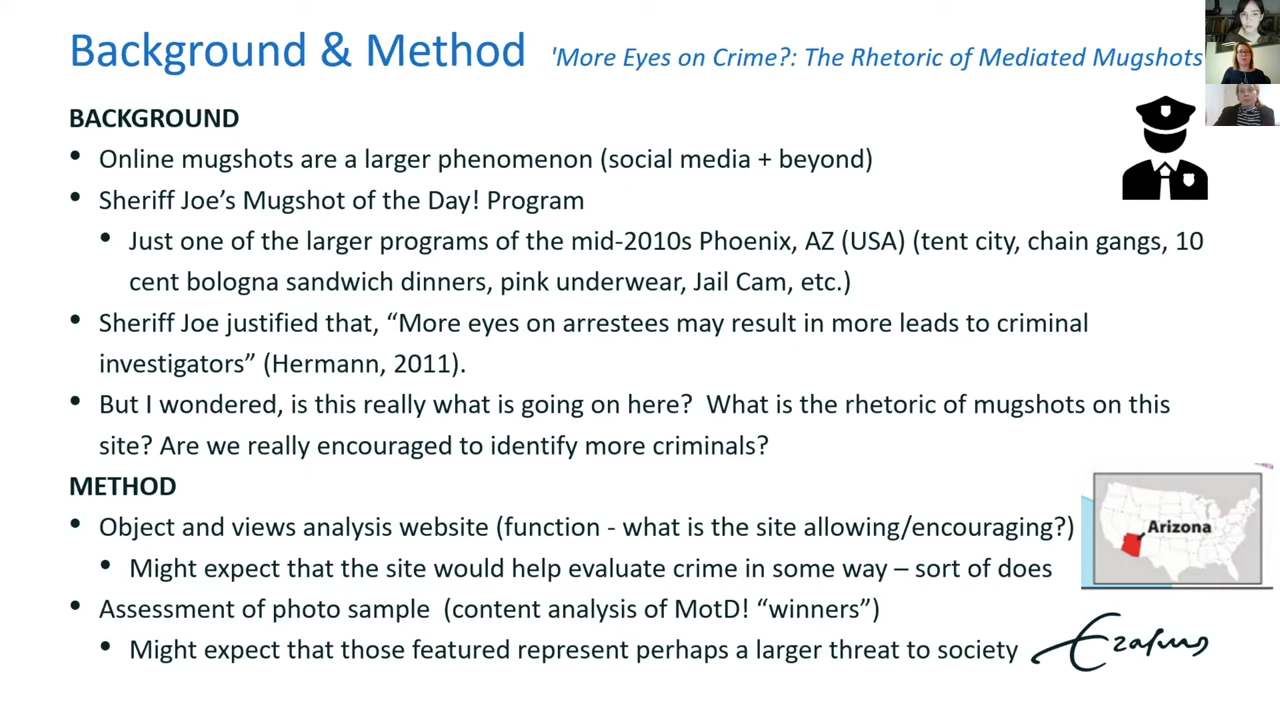 Background & Method 'More Eyes on Crime?: The Rhetoric of Mediated Mugshots
BACKGROUND
• Online mugshots are a larger phenomenon (social media + beyond)
• Sheriff Joe's Mugshot of the Day! Program
• Just one of the larger programs of the mid-2010s Phoenix, AZ (USA) (tent city, chain gangs, 10
cent bologna sandwich dinners, pink underwear, Jail Cam, etc.)
• Sheriff Joe justified that, “More eyes on arrestees may result in more leads to criminal
investigators” (Hermann, 2011).
• But I wondered, is this really what is going on here?  What is the rhetoric of mugshots on this
site? Are we really encouraged to identify more criminals?
METHOD
• Object and views analysis website (function - what is the site allowing/encouraging?)
Arizona
• Might expect that the site would help evaluate crime in some way – sort of does
• Assessment of photo sample  (content analysis of MotD! “winners”)
• Might expect that those featured represent perhaps a larger threat to society
Erasmus